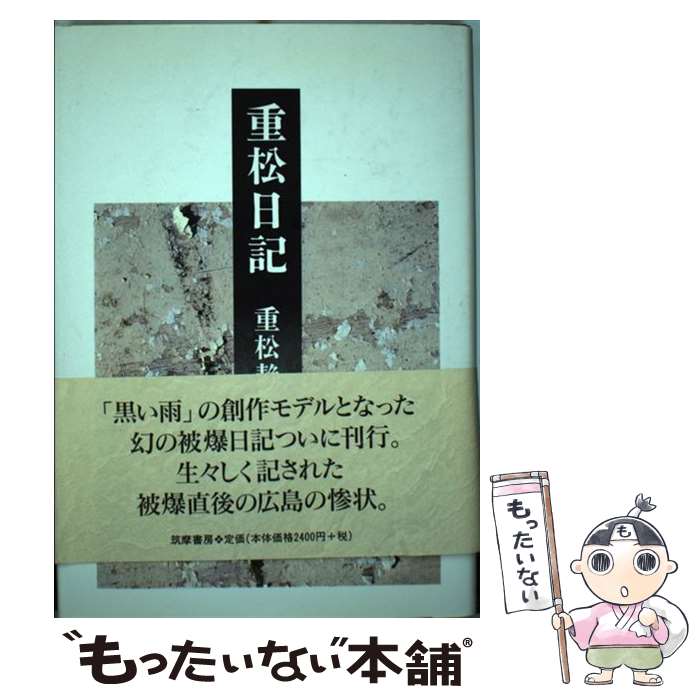 重松日記
重松静
「黒い雨」の創作モデルとなった
幻の被爆日記ついに刊行。
生々しく記された
被爆直後の広島の惨状。
筑摩書房❖定価(本体価格2400円+税)
も
もったいない
“もったいない”本舗®